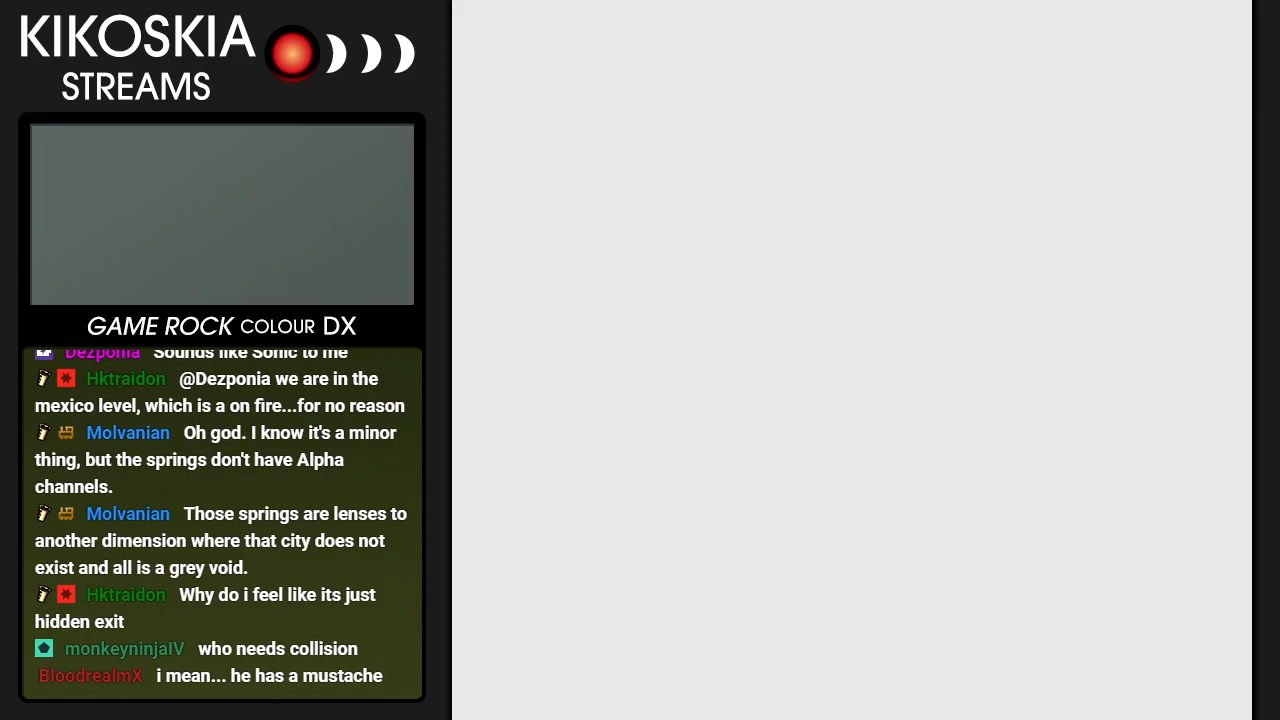 KIKOSKIA
STREAMS
GAME ROCK COLOUR DX
Dezponia Sounds like Sonic to me
Hktraidon @Dezponia we are in the
mexico level, which is a on fire...for no reason
Molvanian Oh god. I know it's a minor
thing, but the springs don't have Alpha
channels.
Molvanian Those springs are lenses to
another dimension where that city does not
exist and all is a grey void.
Hktraidon Why do i feel like its just
hidden exit
monkeyninjaIV who needs collision
BloodrealmX i mean... he has a mustache